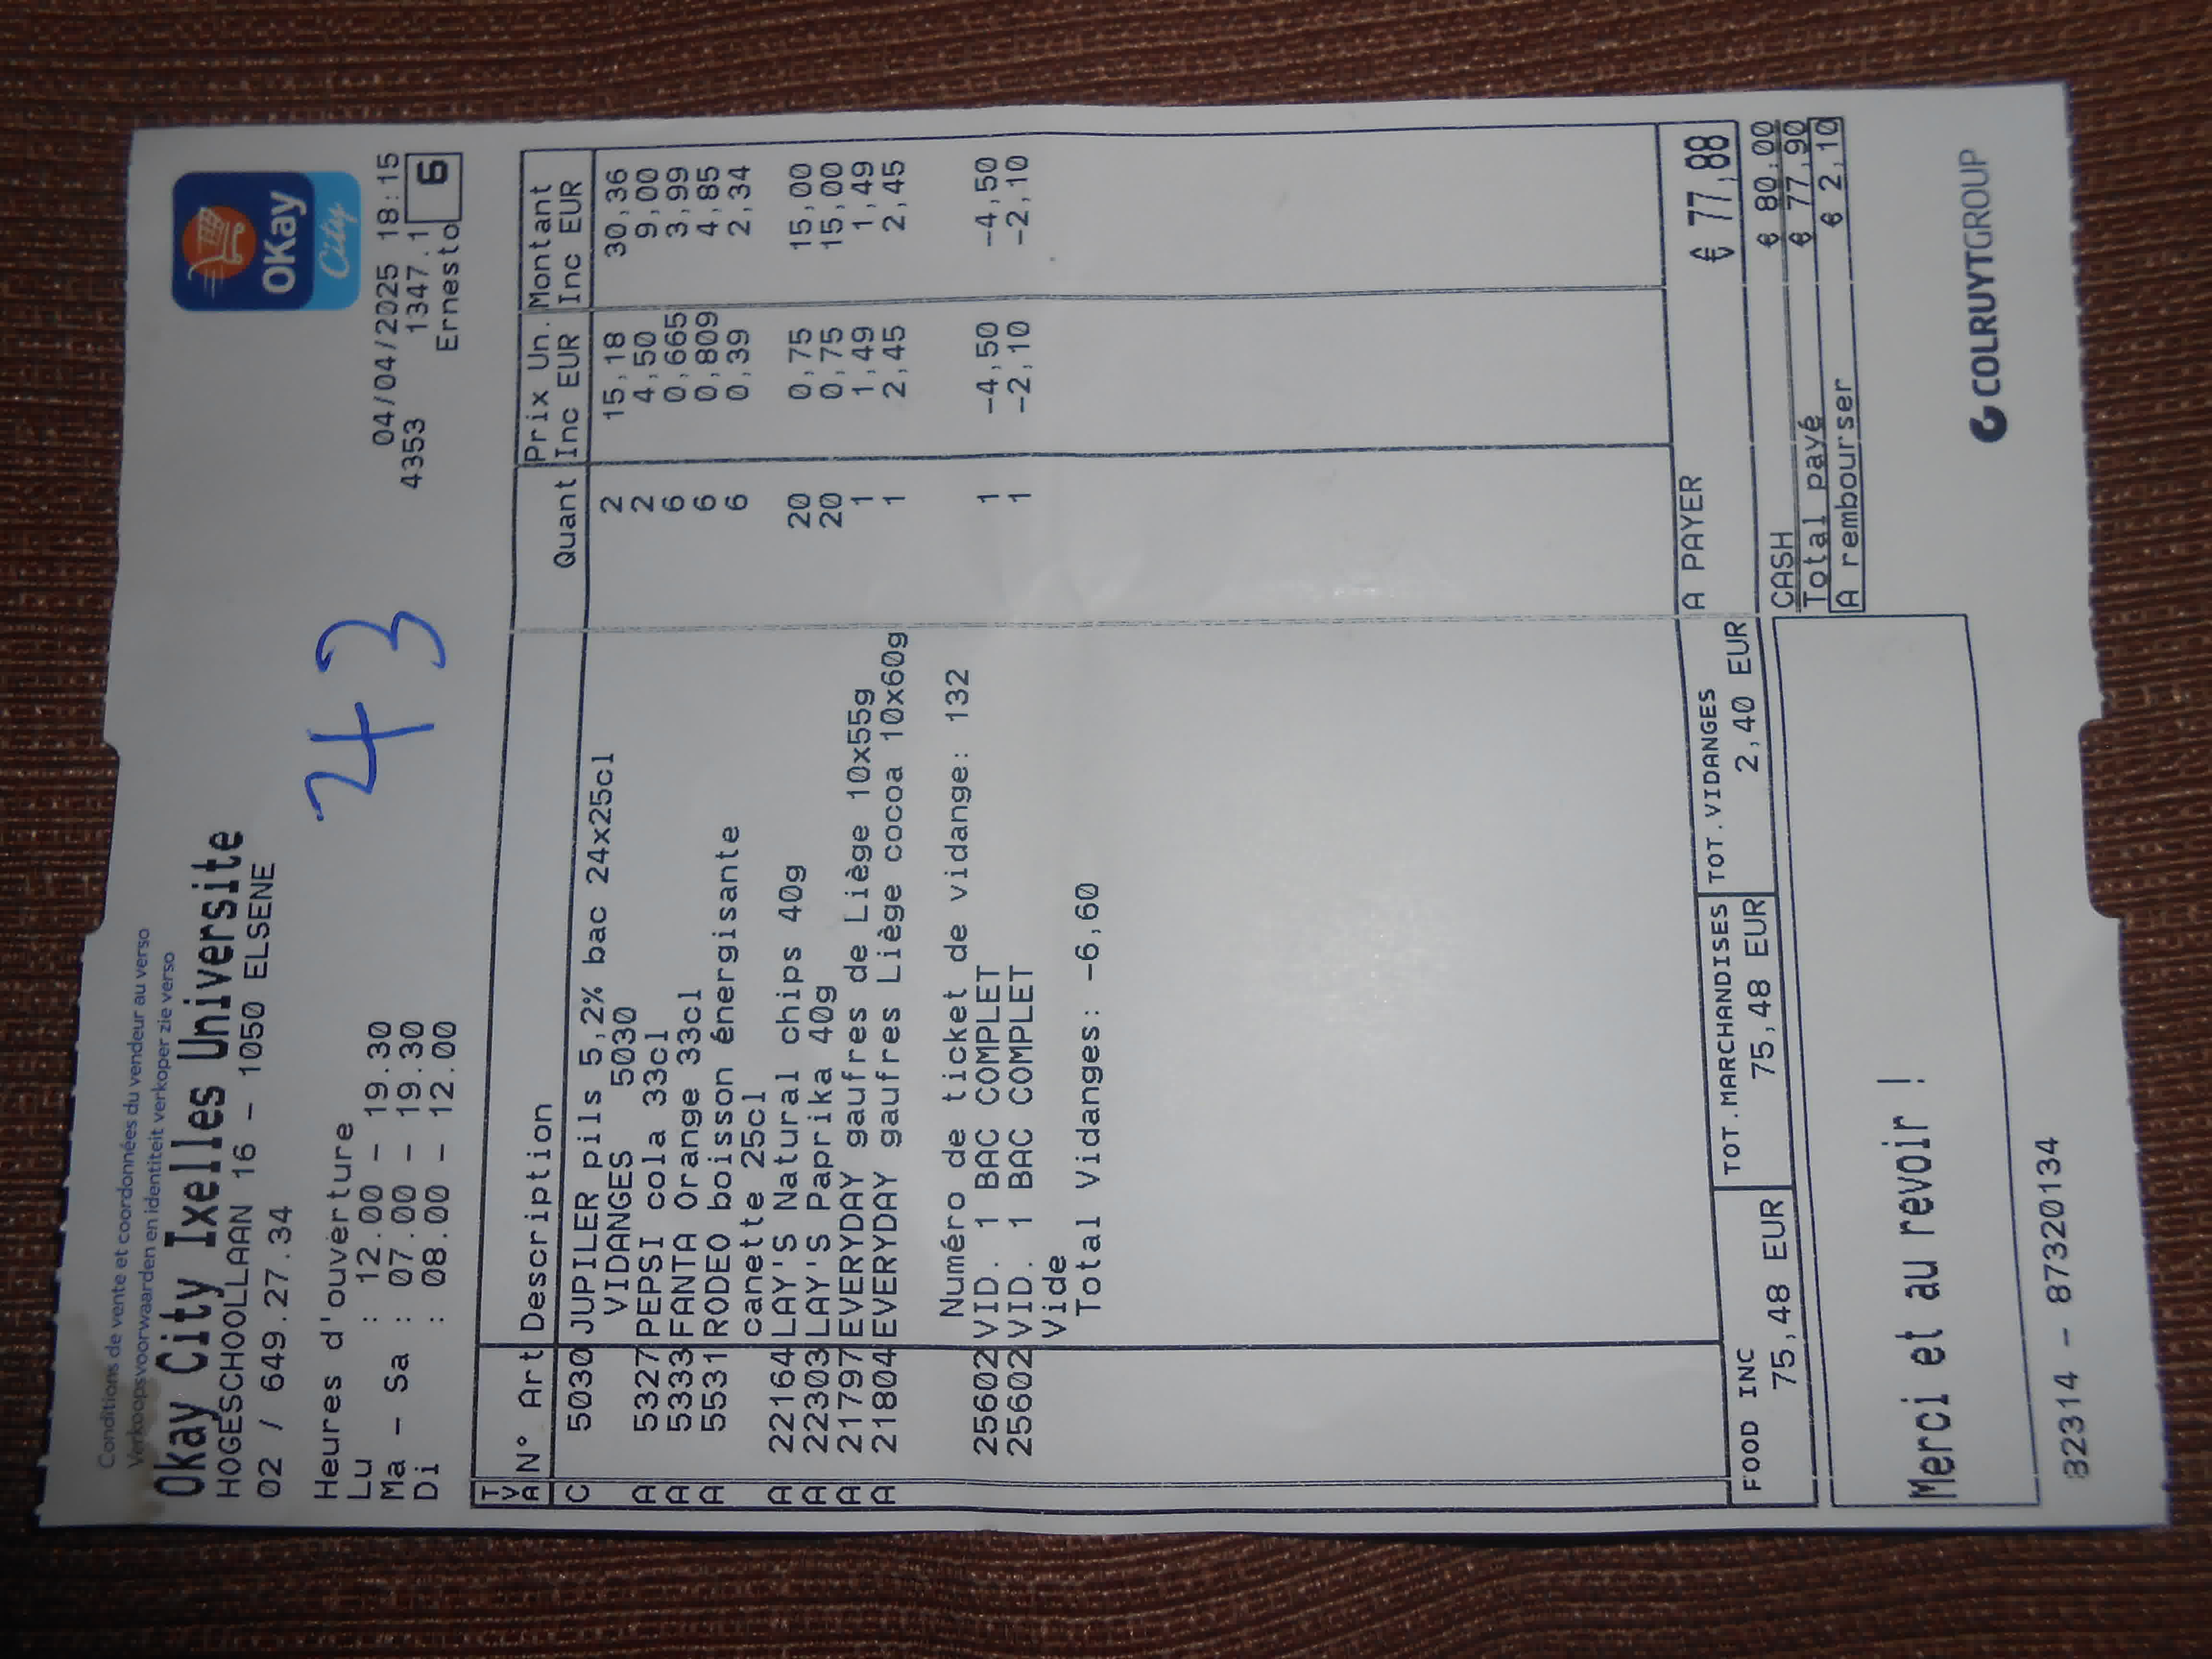 Conditions de vente et coordonnées du vendeur au verso
Verkoopsvoorwaarden en identiteit verkoper zie verso
Okay City Ixelles Universite
HOGESCHOOLLAAN 16 - 1050 ELSENE
02 / 649.27.34
OKay
City
Heures d'ouverture
Lu : 12.00 - 19.30
Ma - Sa : 07.00 - 19.30
Di : 08.00 - 12.00
43
04/04/2025 18:15
4353 1347.1
Ernesto 6
TVA N° Art Description Quant Prix Un. Inc EUR Montant Inc EUR
C 5030 JUPILER pils 5,2% bac 24x25cl 2 15,18 30,36
VIDANGES 5030 2 4,50 9,00
A 5327 PEPSI cola 33cl 6 0,665 3,99
A 5333 FANTA Orange 33cl 6 0,809 4,85
A 5531 RODEO boisson énergisante 6 0,39 2,34
canette 25cl
A 22164 LAY'S Natural chips 40g 20 0,75 15,00
A 22303 LAY'S Paprika 40g 20 0,75 15,00
A 21797 EVERYDAY gaufres de Liège 10x55g 1 1,49 1,49
A 21804 EVERYDAY gaufres Liège cocoa 10x60g 1 2,45 2,45
Numéro de ticket de vidange: 132
25602 VID. 1 BAC COMPLET 1 -4,50 -4,50
25602 VID. 1 BAC COMPLET 1 -2,10 -2,10
Vide
Total Vidanges: -6,60
FOOD INC TOT.MARCHANDISES TOT.VIDANGES A PAYER € 77,88
75,48 EUR 75,48 EUR 2,40 EUR
CASH € 80,00
Total payé € 77,90
A rembourser € 2,10
Merci et au revoir !
COLRUYTGROUP
32314 - 8732201134